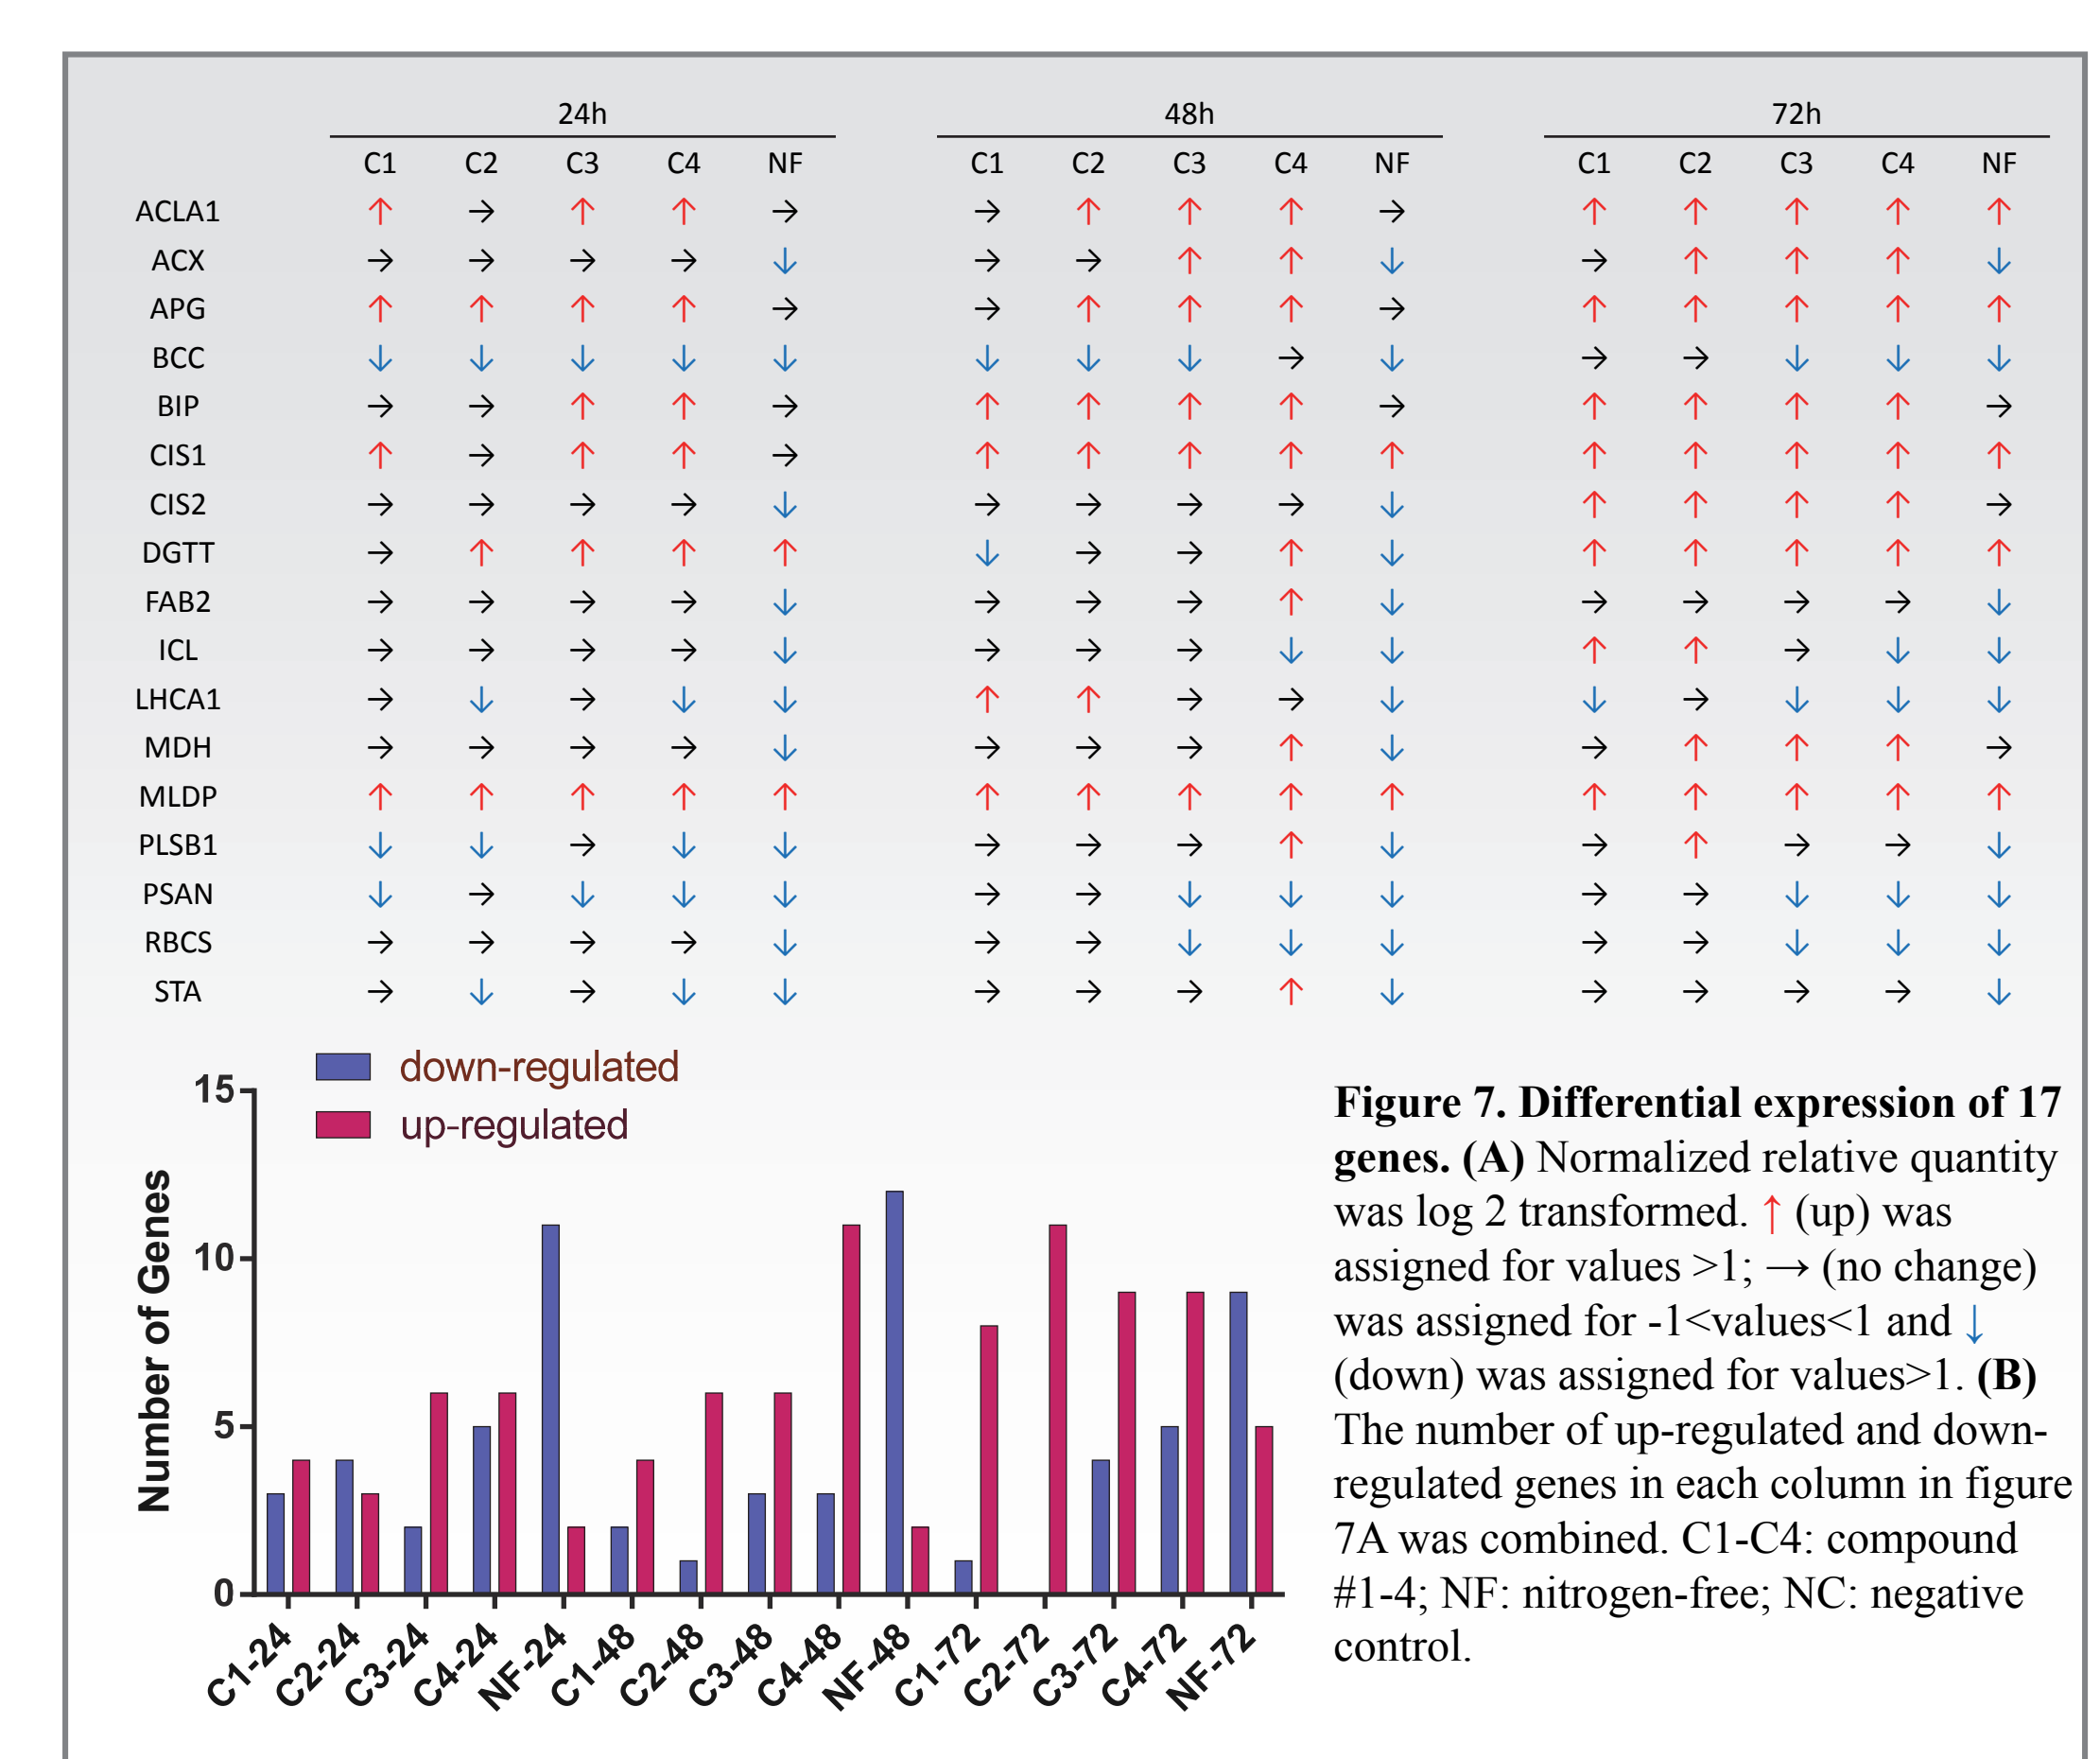 24h 48h 72h
C1 C2 C3 C4 NF C1 C2 C3 C4 NF C1 C2 C3 C4 NF
ACLA1 ↑ → ↑ ↑ → → ↑ ↑ ↑ → ↑ ↑ ↑ ↑ ↑
ACX → → → → ↓ → → ↑ ↑ ↓ → ↑ ↑ ↑ ↓
APG ↑ ↑ ↑ ↑ → → ↑ ↑ ↑ → ↑ ↑ ↑ ↑ ↑
BCC ↓ ↓ ↓ ↓ ↓ ↓ ↓ ↓ → ↓ → → ↓ ↓ ↓
BIP → → ↑ ↑ → ↑ ↑ ↑ ↑ → ↑ ↑ ↑ ↑ →
CIS1 ↑ → ↑ ↑ → ↑ ↑ ↑ ↑ ↑ ↑ ↑ ↑ ↑ ↑
CIS2 → → → → ↓ → → → → ↓ ↑ ↑ ↑ ↑ →
DGTT → ↑ ↑ ↑ ↑ ↓ → → ↑ ↓ ↑ ↑ ↑ ↑ ↑
FAB2 → → → → ↓ → → → ↑ ↓ → → → → ↓
ICL → → → → ↓ → → → ↓ ↓ ↑ ↑ → ↓ ↓
LHCA1 → ↓ → ↓ ↓ ↑ ↑ → → ↓ ↓ → ↓ ↓ ↓
MDH → → → → ↓ → → → ↑ ↓ → ↑ ↑ ↑ →
MLDP ↑ ↑ ↑ ↑ ↑ ↑ ↑ ↑ ↑ ↑ ↑ ↑ ↑ ↑ ↑
PLSB1 ↓ ↓ → ↓ ↓ → → → ↑ ↓ → ↑ → → ↓
PSAN ↓ → ↓ ↓ ↓ → → ↓ ↓ ↓ → → ↓ ↓ ↓
RBCS → → → → ↓ → → ↓ ↓ ↓ → → ↓ ↓ ↓
STA → ↓ → ↓ ↓ → → → ↑ ↓ → → → → ↓
down-regulated
up-regulated
Number of Genes
15
10
5
0
C1-24 C2-24 C3-24 C4-24 NF-24 C1-48 C2-48 C3-48 C4-48 NF-48 C1-72 C2-72 C3-72 C4-72 NF-72
Figure 7. Differential expression of 17
genes. (A) Normalized relative quantity
was log 2 transformed. ↑ (up) was
assigned for values >1; → (no change)
was assigned for -1<values<1 and ↓
(down) was assigned for values>1. (B)
The number of up-regulated and down-
regulated genes in each column in figure
7A was combined. C1-C4: compound
#1-4; NF: nitrogen-free; NC: negative
control.